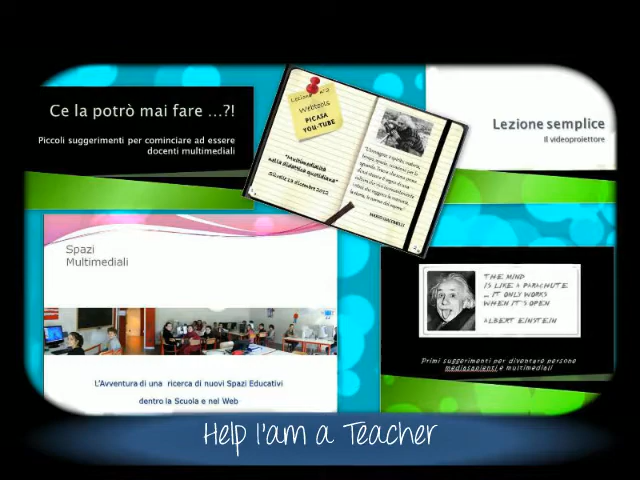 Ce la potrò mai fare ...?!
Piccoli suggerimenti per cominciare ad essere
docenti multimediali
Webtools
PICASA
YOU-TUBE
"Multimedialità
nella didattica quotidiana"
Giovedì 13 dicembre 2012
Lezione semplice
Il videoproiettore
Spazi
Multimediali
L'Avventura di una ricerca di nuovi Spazi Educativi
dentro la Scuola e nel Web
THE MIND
IS LIKE A PARACHUTE
... IT ONLY WORKS
WHEN IT'S OPEN
ALBERT EINSTEIN
Primi suggerimenti per diventare persone
mediasapienti e multimediali
Help I'am a Teacher